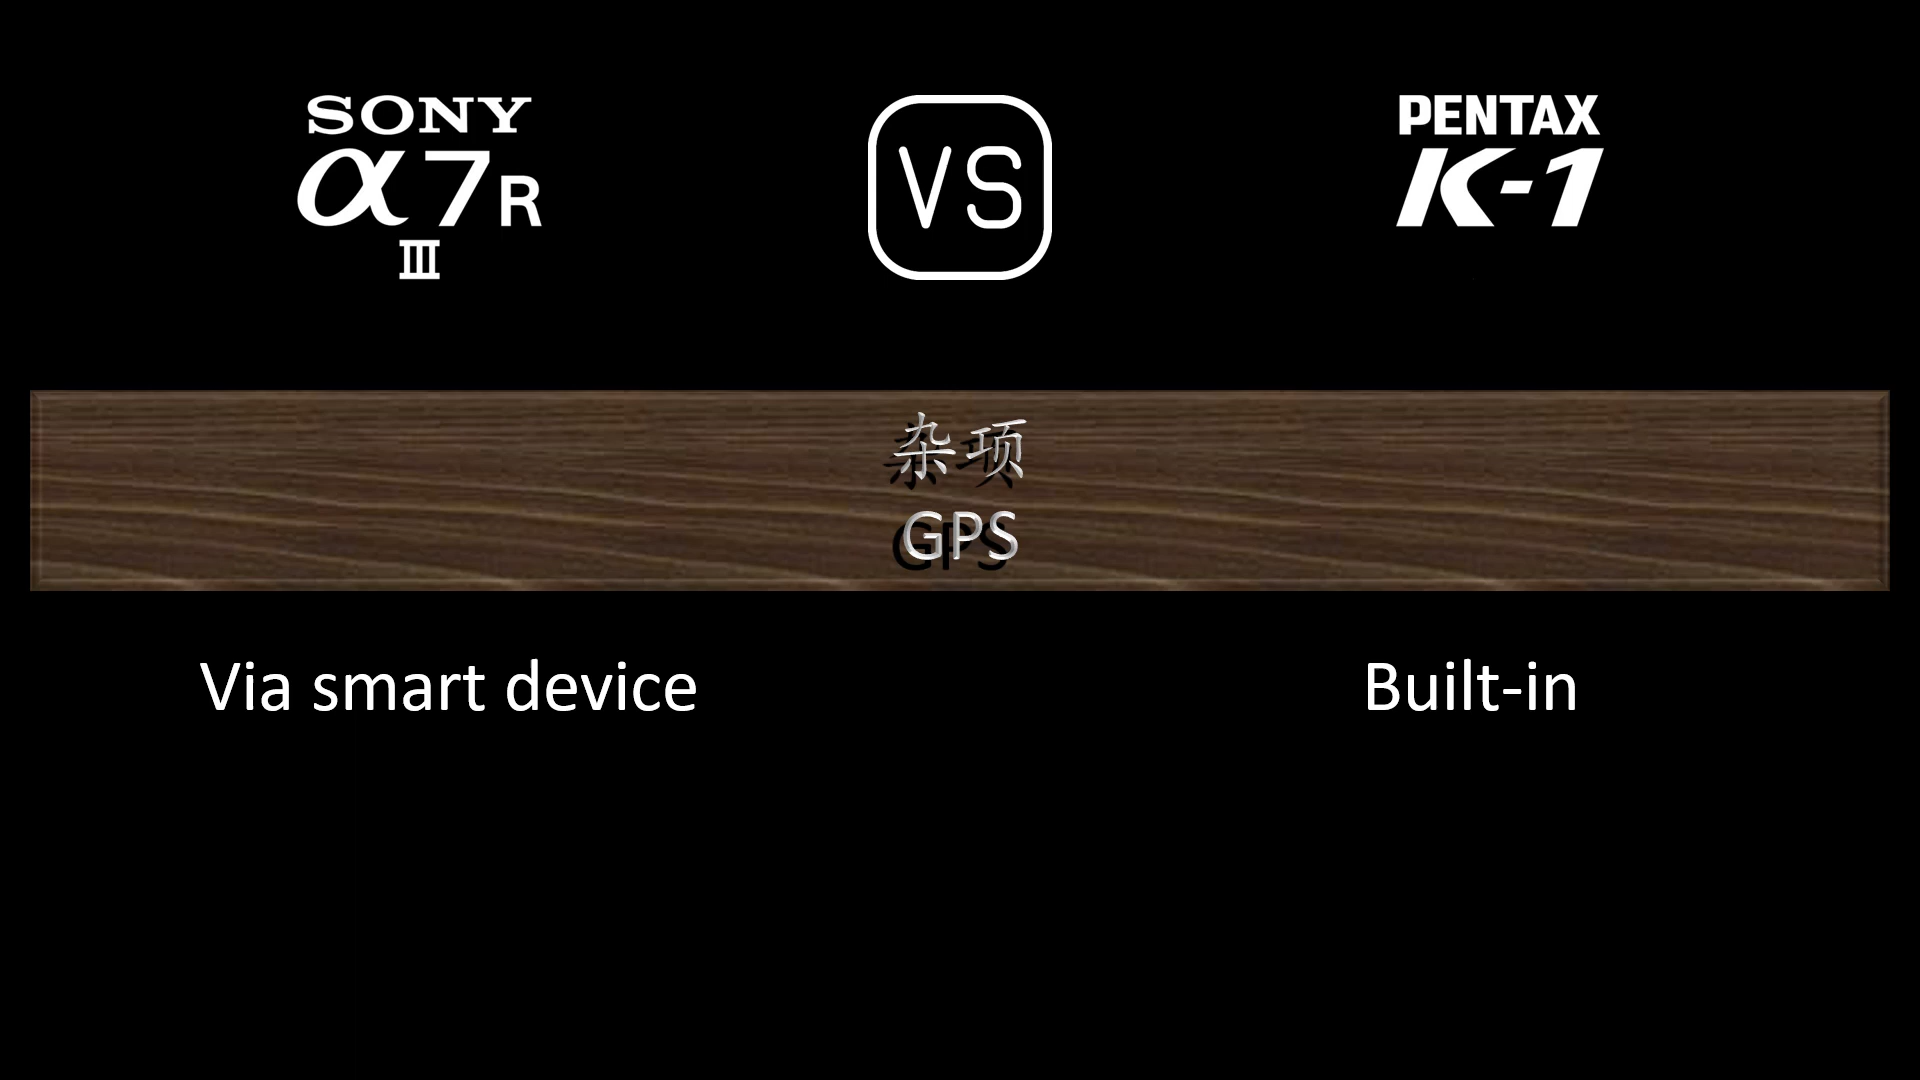 SONY
α7R
III
VS
PENTAX
K-1
杂项
GPS
Via smart device
Built-in